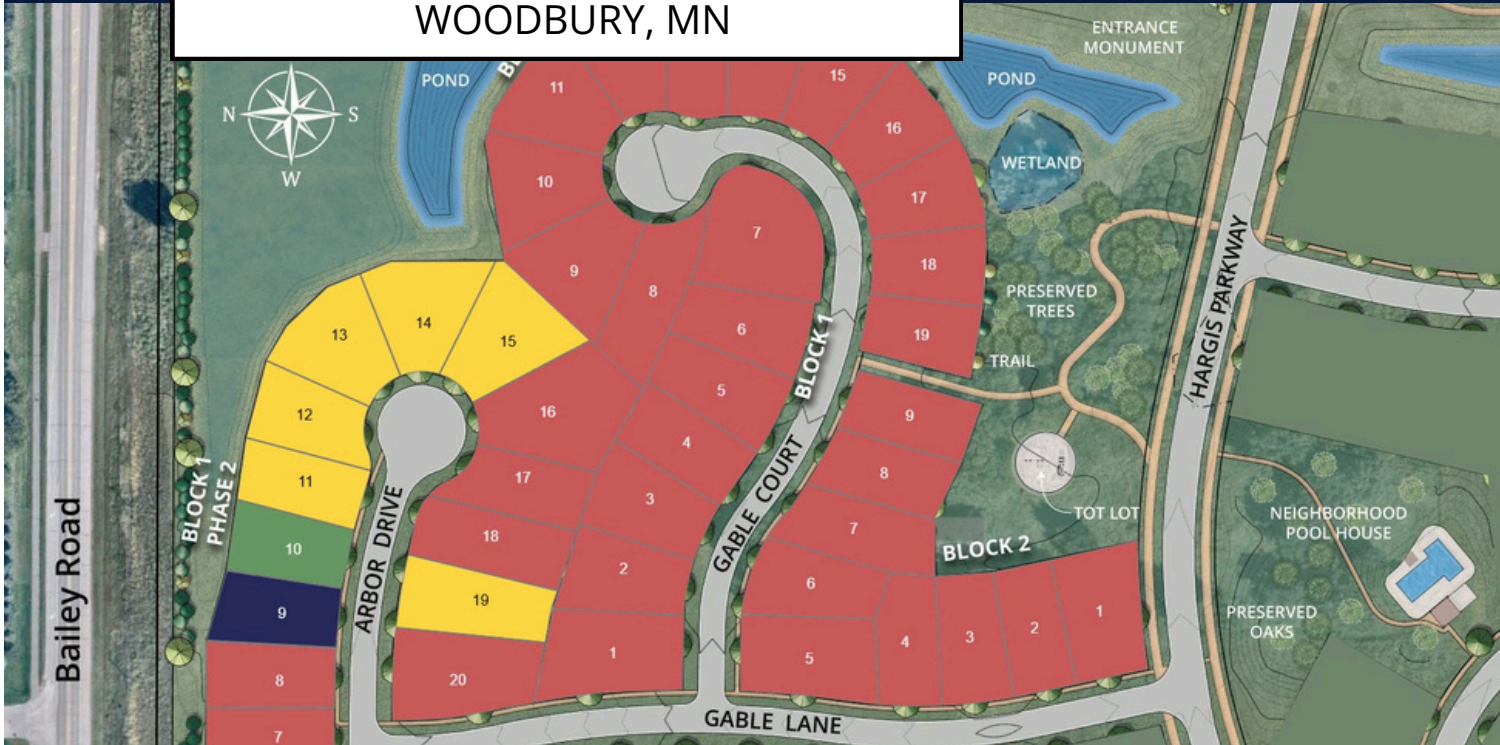 WOODBURY, MN
ENTRANCE
MONUMENT
POND
BL
11
15
POND
N
S
W
16
WETLAND
10
17
7
HARGIS PARKWAY
9
18
8
PRESERVED
TREES
6
BLOCK 1
19
14
13
15
TRAIL
5
12
16
9
4
8
11
17
3
BLOCK 1
PHASE 2
ARBOR DRIVE
GABLE COURT
TOT LOT
NEIGHBORHOOD
POOL HOUSE
7
18
10
BLOCK 2
2
6
19
9
Bailey Road
1
2
3
4
PRESERVED
OAKS
1
5
20
8
GABLE LANE
7